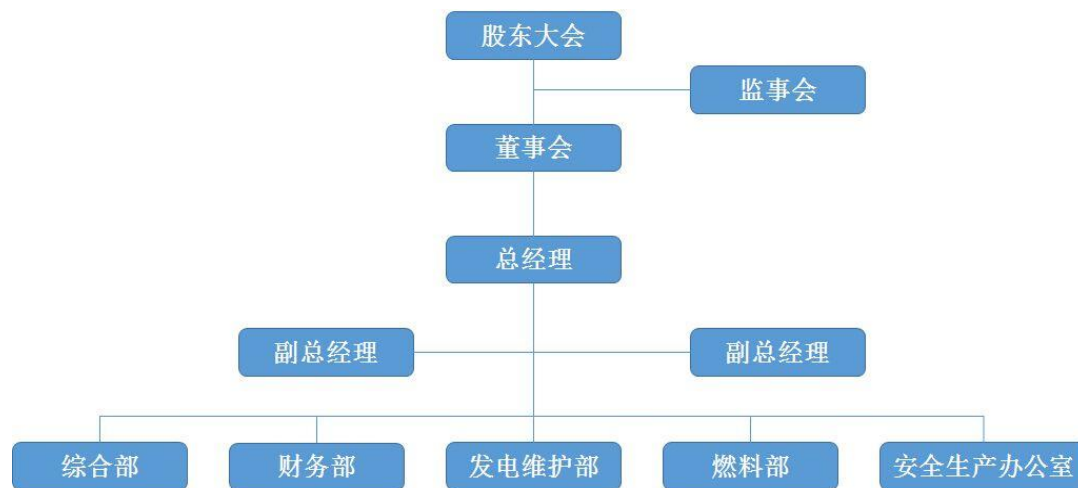 股东大会
监事会
董事会
总经理
副总经理
副总经理
综合部
财务部
发电维护部
燃料部
安全生产办公室